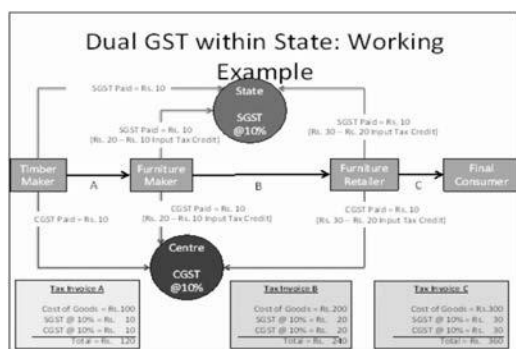 Dual GST within State: Working
Example
SGST Paid = Rs. 10
State
SGST
@10%
SGST Paid = Rs. 10
(Rs. 20 – Rs. 10 Input Tax Credit)
SGST Paid = Rs. 10
(Rs. 30 – Rs. 20 Input Tax Credit)
Timber
Maker
A
Furniture
Maker
B
Furniture
Retailer
C
Final
Consumer
CGST Paid = Rs. 10
CGST Paid = Rs. 10
(Rs. 20 – Rs. 10 Input Tax Credit)
CGST Paid = Rs. 10
(Rs. 30 – Rs. 20 Input Tax Credit)
Centre
CGST
@10%
Tax Invoice A
Cost of Goods = Rs. 100
SGST @ 10% = Rs. 10
CGST @ 10% = Rs. 10
Total = Rs. 120
Tax Invoice B
Cost of Goods = Rs. 200
SGST @ 10% = Rs. 20
CGST @ 10% = Rs. 20
Total = Rs. 240
Tax Invoice C
Cost of Goods = Rs. 300
SGST @ 10% = Rs. 30
CGST @ 10% = Rs. 30
Total = Rs. 360